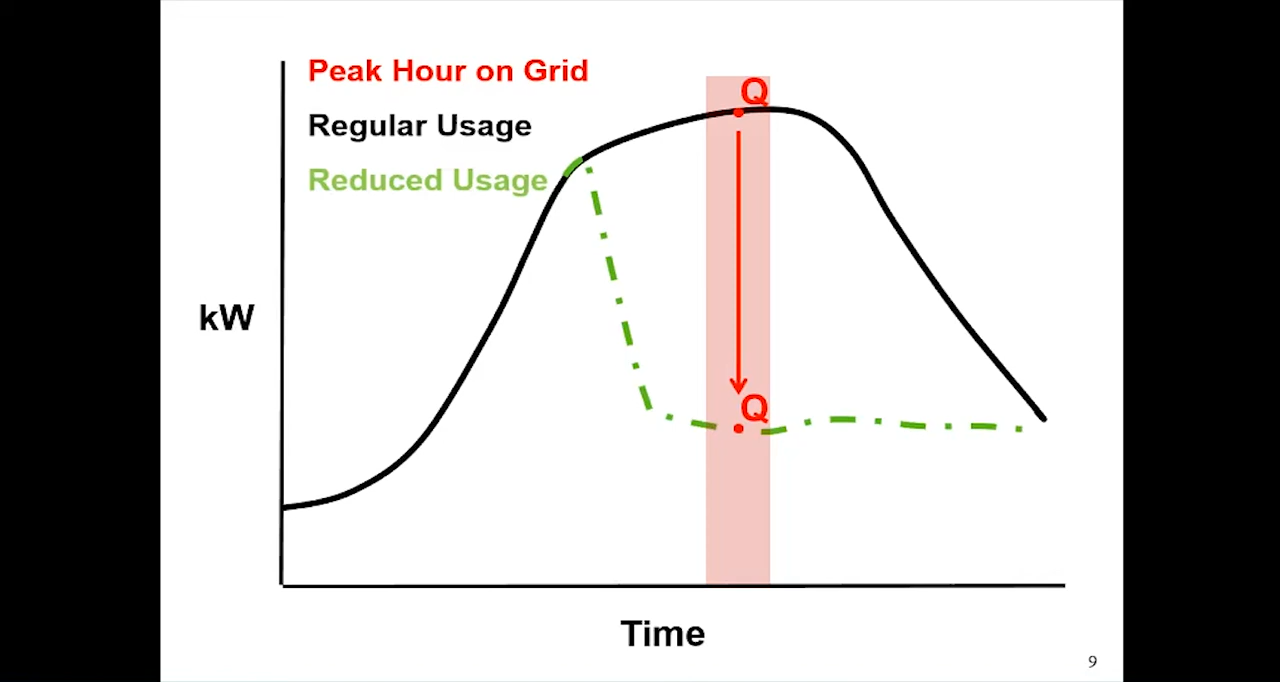 Peak Hour on Grid
Q
Regular Usage
Reduced Usage
kW
Q
Time
9